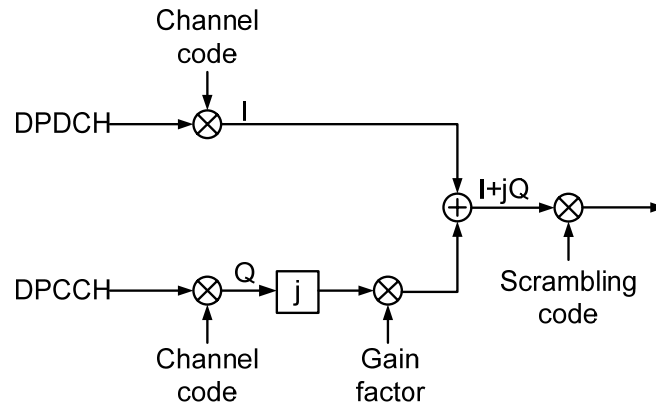 Channel
code
DPDCH
I
I+jQ
DPCCH
Q
j
Scrambling
code
Channel
code
Gain
factor